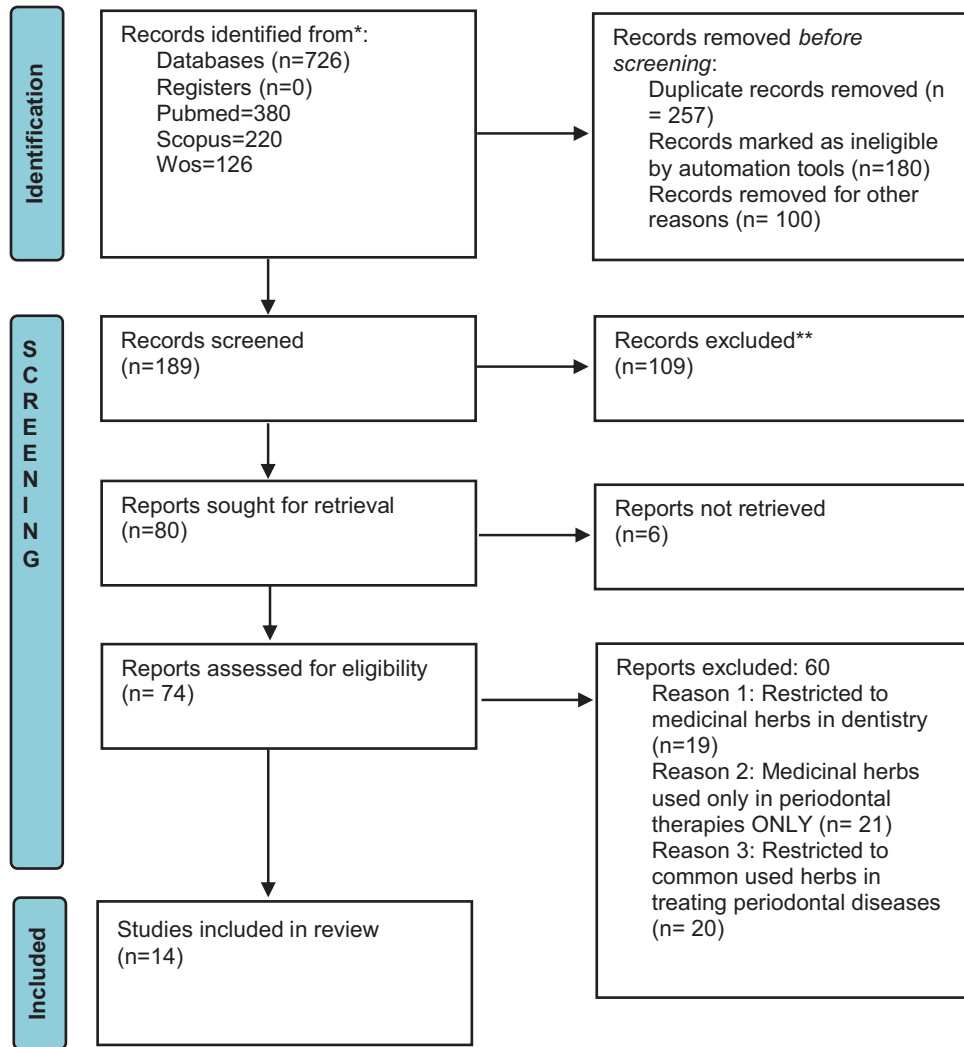 Identification
Records identified from*:
Databases (n=726)
Registers (n=0)
Pubmed=380
Scopus=220
Wos=126
Records removed before
screening:
Duplicate records removed (n
= 257)
Records marked as ineligible
by automation tools (n=180)
Records removed for other
reasons (n= 100)
SCREENING
Records screened
(n=189)
Records excluded**
(n=109)
Reports sought for retrieval
(n=80)
Reports not retrieved
(n=6)
Reports assessed for eligibility
(n= 74)
Reports excluded: 60
Reason 1: Restricted to
medicinal herbs in dentistry
(n=19)
Reason 2: Medicinal herbs
used only in periodontal
therapies ONLY (n= 21)
Reason 3: Restricted to
common used herbs in
treating periodontal diseases
(n= 20)
Included
Studies included in review
(n=14)